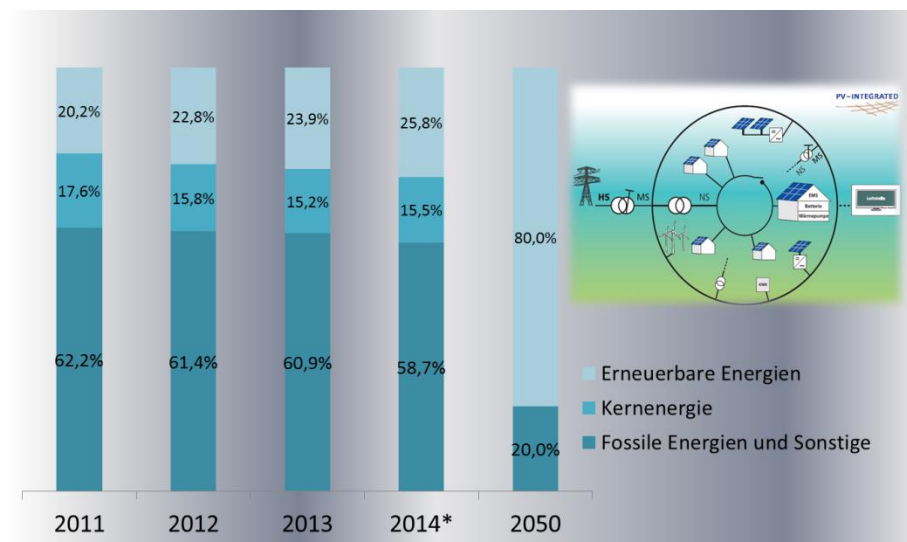 20,2%
22,8%
23,9%
25,8%
17,6%
15,8%
15,2%
15,5%
80,0%
62,2%
61,4%
60,9%
58,7%
20,0%
2011
2012
2013
2014*
2050
PV-INTEGRATED
HS
MS
NS
NS
MS
EMS
Batterie
Wärmepumpe
Erneuerbare Energien
Kernenergie
Fossile Energien und Sonstige